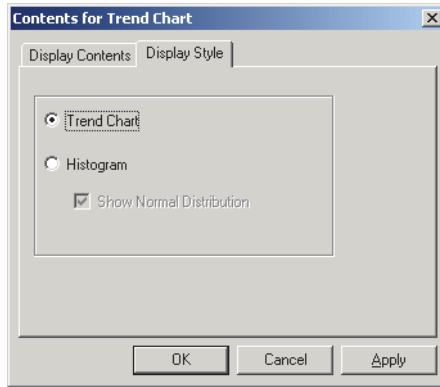 Contents for Trend Chart
Display Contents Display Style
Trend Chart
Histogram
Show Normal Distribution
OK Cancel Apply